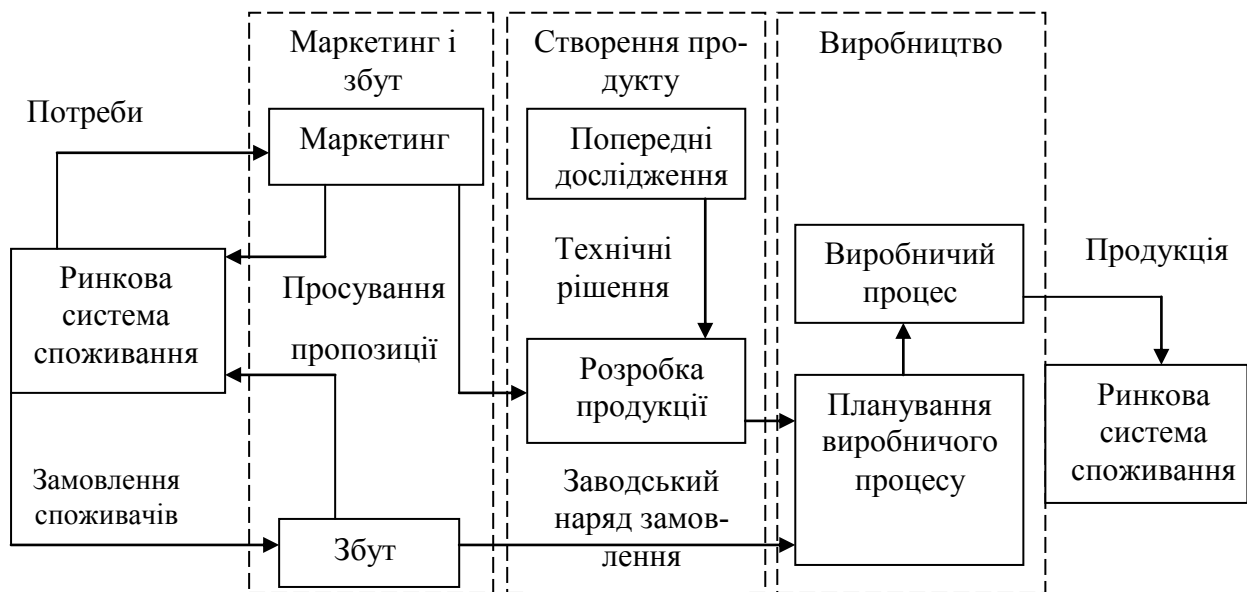 Маркетинг і
збут
Створення про-
дукту
Виробництво
Потреби
Маркетинг
Попередні
дослідження
Ринкова
система
споживання
Просування
пропозиції
Технічні
рішення
Виробничий
процес
Продукція
Розробка
продукції
Планування
виробничого
процесу
Ринкова
система
споживання
Замовлення
споживачів
Збут
Заводський
наряд замов-
лення